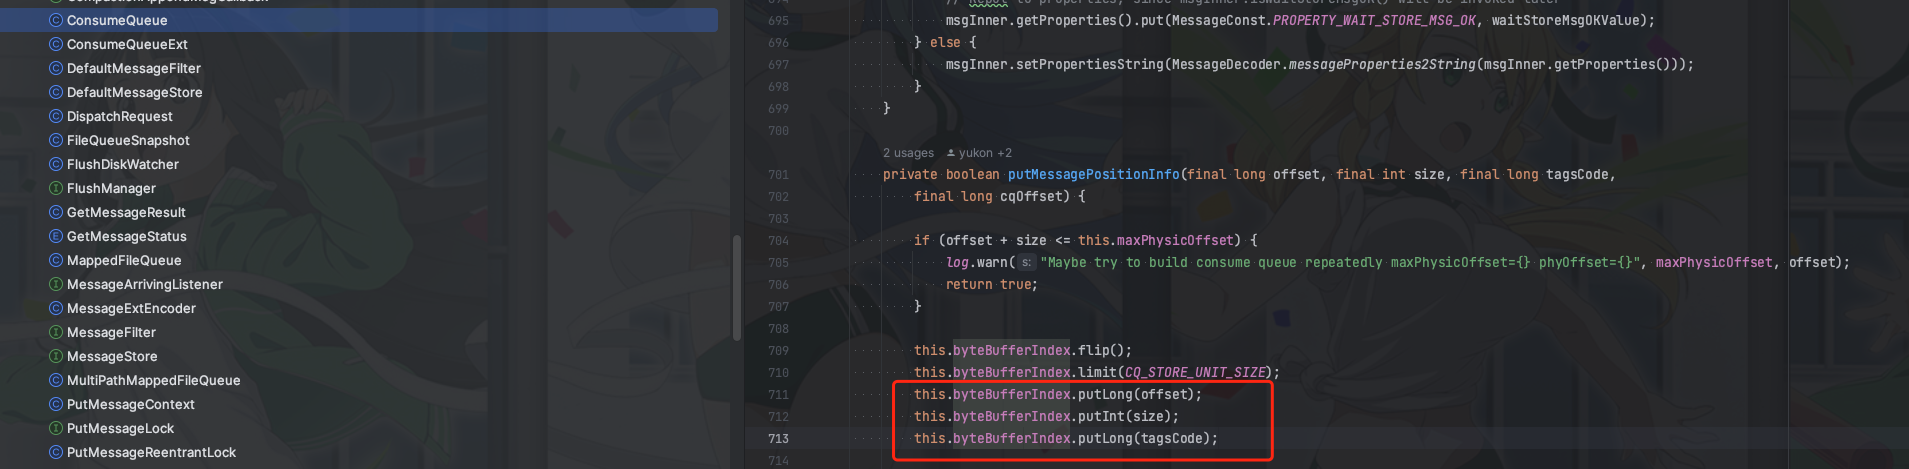 ConsumeQueue
ConsumeQueueExt
DefaultMessageFilter
DefaultMessageStore
DispatchRequest
FileQueueSnapshot
FlushDiskWatcher
FlushManager
GetMessageResult
GetMessageStatus
MappedFileQueue
MessageArrivingListener
MessageExtEncoder
MessageFilter
MessageStore
MultiPathMappedFileQueue
PutMessageContext
PutMessageLock
PutMessageReentrantLock
695 msgInner.getProperties().put(MessageConst.PROPERTY_WAIT_STORE_MSG_OK, waitStoreMsgOKValue);
696 } else {
697 msgInner.setPropertiesString(MessageDecoder.messageProperties2String(msgInner.getProperties()));
698 }
699 }
700
2 usages yukon +2
701 private boolean putMessagePositionInfo(final long offset, final int size, final long tagsCode,
702 final long cqOffset) {
703
704 if (offset + size <= this.maxPhysicOffset) {
705 log.warn( s: "Maybe try to build consume queue repeatedly maxPhysicOffset={} phyOffset={}", maxPhysicOffset, offset);
706 return true;
707 }
708
709 this.byteBufferIndex.flip();
710 this.byteBufferIndex.limit(CQ_STORE_UNIT_SIZE);
711 this.byteBufferIndex.putLong(offset);
712 this.byteBufferIndex.putInt(size);
713 this.byteBufferIndex.putLong(tagsCode);
714